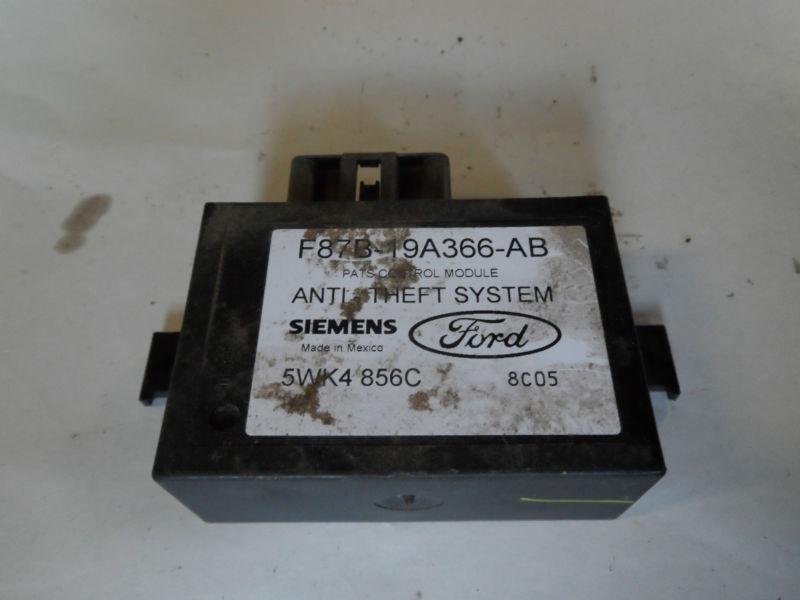 F87B-19A366-AB
PATS CONTROL MODULE
ANTI-THEFT SYSTEM
SIEMENS Ford
Made in Mexico
5WK4 856C 8C05